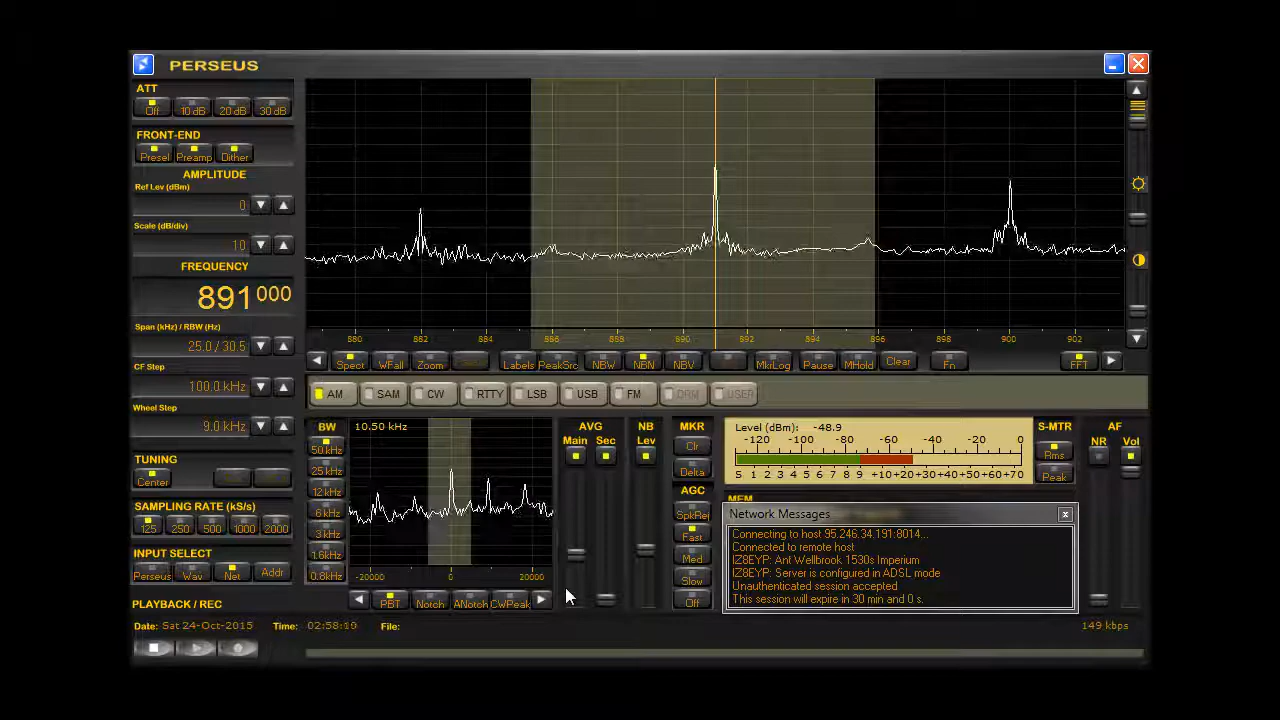 PERSEUS
ATT
Off 10 dB 20 dB 30 dB
FRONT-END
Presel Preamp Dither
AMPLITUDE
Ref Lev (dBm)
0
Scale (dB/div)
10
FREQUENCY
891 000
Span (kHz) / RBW (Hz)
25.0 / 30.5
CF Step
100.0 kHz
Wheel Step
9.0 kHz
TUNING
Center
SAMPLING RATE (kS/s)
125 250 500 1000 2000
INPUT SELECT
Perseus Wav Net Addr
PLAYBACK / REC
880 884 886 888 890 892 894 896 898 900 902
Spect WFall Zoom Labels PeakSrc NBW NBN NBV MkrLog Pause MHold Clear Fn FFT
AM SAM CW RTTY LSB USB FM DRM USER
BW
50 kHz
25 kHz
12 kHz
6 kHz
3 kHz
1.6kHz
0.8kHz
10.50 kHz
-20000 0 20000
PBT Notch ANotch CWPeak
AVG
Main Sec
NB
Lev
MKR
Clr
Delta
AGC
SpkRej
Fast
Med
Slow
Off
Level (dBm): -48.9
-120 -100 -80 -60 -40 -20 0
S 1 2 3 4 5 6 7 8 9 +10+20+30+40+50+60+70
S-MTR
Rms
Peak
AF
NR Vol
MEM
Network Messages
Connecting to host 95.246.34.191:8014...
Connected to remote host
IZ8EYP: Ant Wellbrook 1530s Imperium
IZ8EYP: Server is configured in ADSL mode
Unauthenticated session accepted
This session will expire in 30 min and 0 s.
Date: Sat 24-Oct-2015 Time: 02:58:19 File: 149 kbps